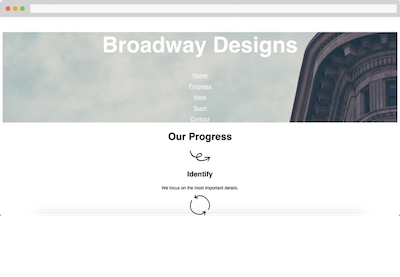 Broadway Designs
Home
Progress
Work
Team
Contact
Our Progress
Identify
We focus on the most important details.